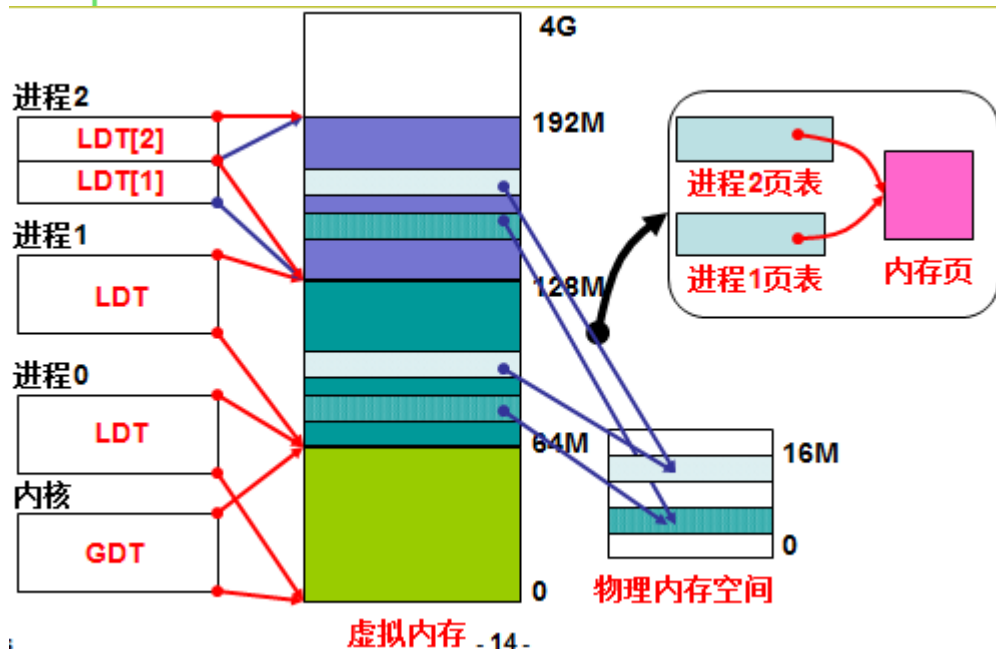 4G
进程2
LDT[2]
LDT[1]
192M
进程2页表
进程1页表
内存页
进程1
LDT
128M
进程0
LDT
64M
16M
内核
GDT
0
0
物理内存空间
虚拟内存
- 14 -